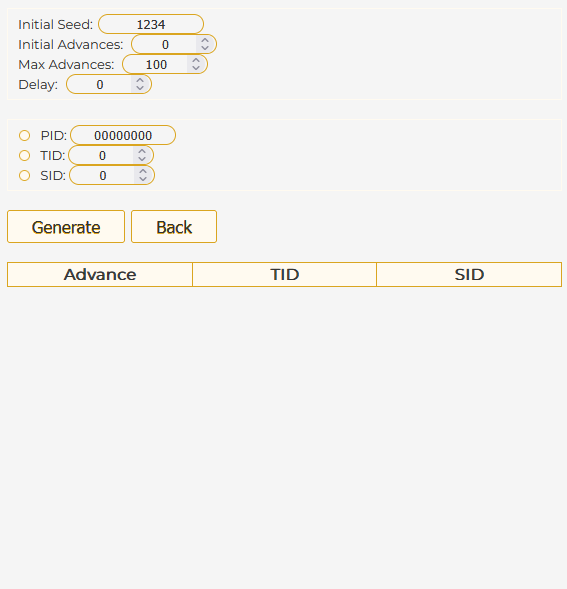 Initial Seed: 1234
Initial Advances: 0
Max Advances: 100
Delay: 0
PID: 00000000
TID: 0
SID: 0
Generate Back
Advance TID SID